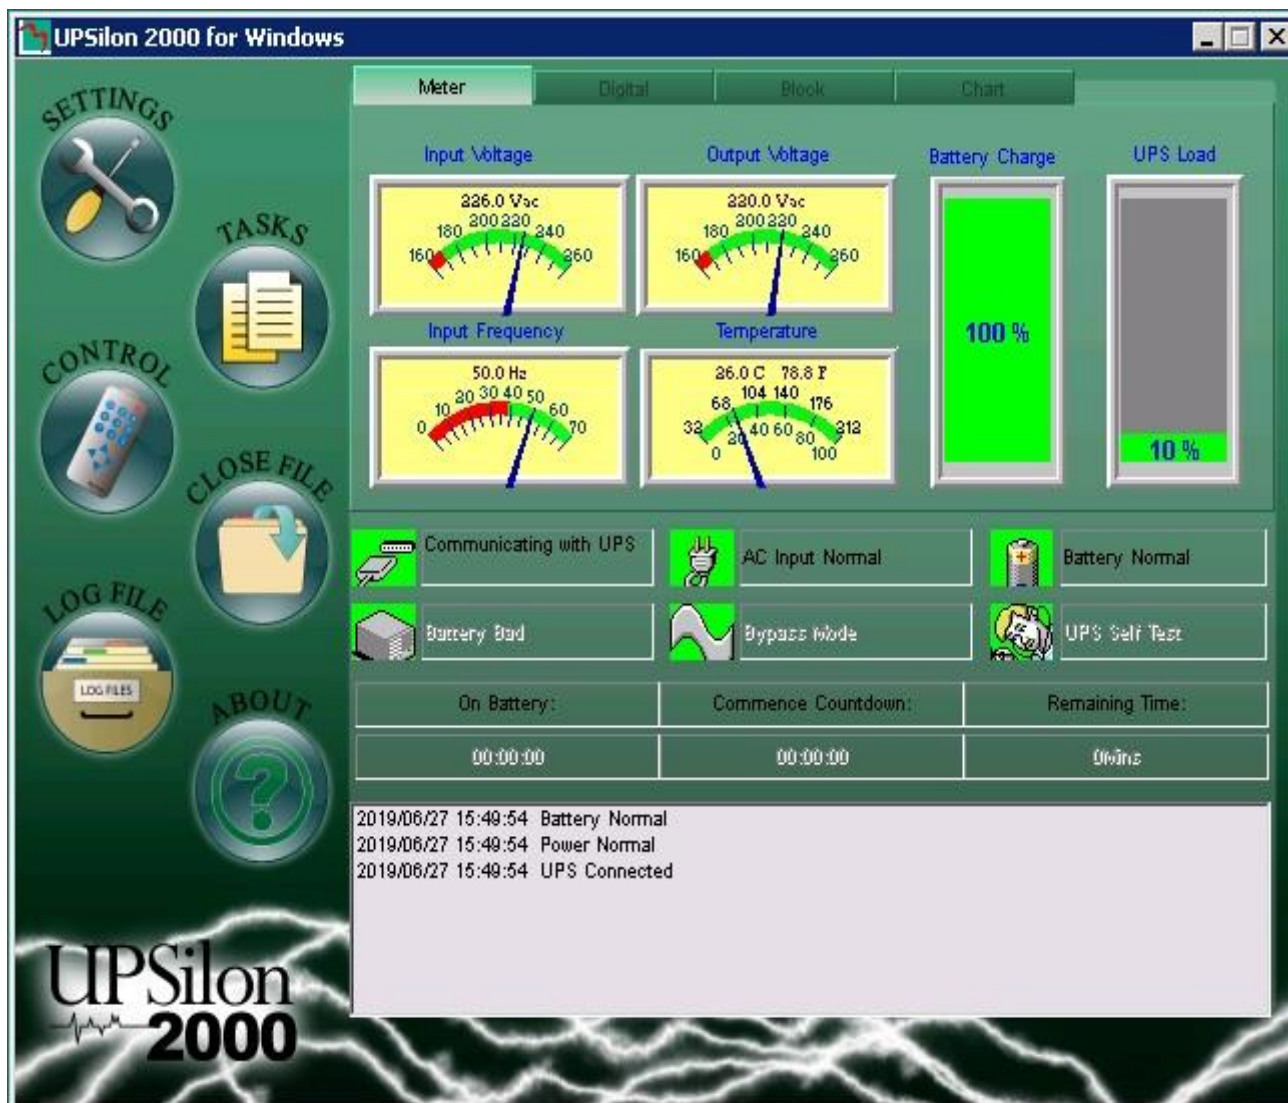 UPSilon 2000 for Windows
SETTINGS
TASKS
CONTROL
CLOSE FILE
LOG FILE
LOG FILES
ABOUT
UPSilon
2000
Meter Digital Block Chart
Input Voltage
226.0 Vac
160 180 200 220 240 260
Output Voltage
220.0 Vac
160 180 200 220 240 260
Battery Charge
100 %
UPS Load
10 %
Input Frequency
50.0 Hz
0 10 20 30 40 50 60 70
Temperature
26.0 C 78.8 F
32 68 104 140 176 212
0 20 40 60 80 100
Communicating with UPS
AC Input Normal
Battery Normal
Battery Bad
Bypass Mode
UPS Self Test
On Battery: Commence Countdown: Remaining Time:
00:00:00 00:00:00 0Mins
2019/06/27 15:49:54 Battery Normal
2019/06/27 15:49:54 Power Normal
2019/06/27 15:49:54 UPS Connected